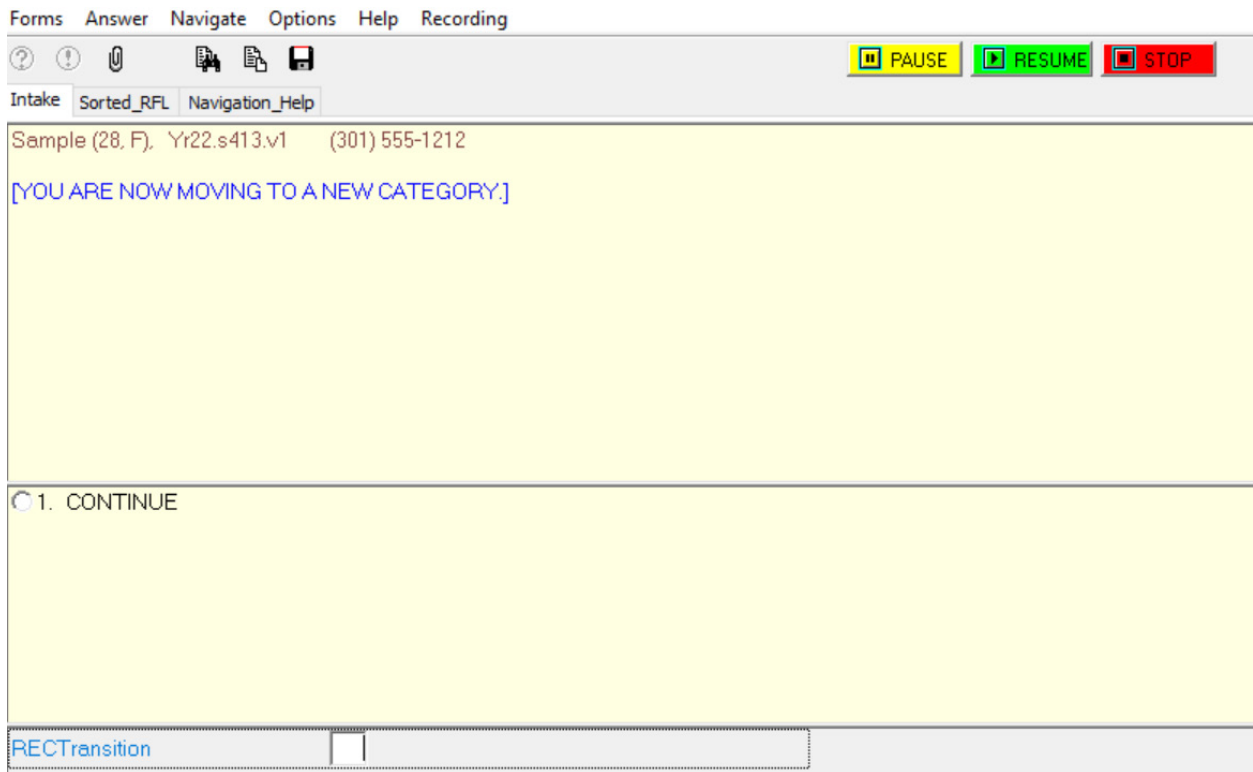 Forms Answer Navigate Options Help Recording
PAUSE RESUME STOP
Intake Sorted_RFL Navigation_Help
Sample (28, F), Yr22.s413.v1 (301) 555-1212
[YOU ARE NOW MOVING TO A NEW CATEGORY.]
1. CONTINUE
RECTransition